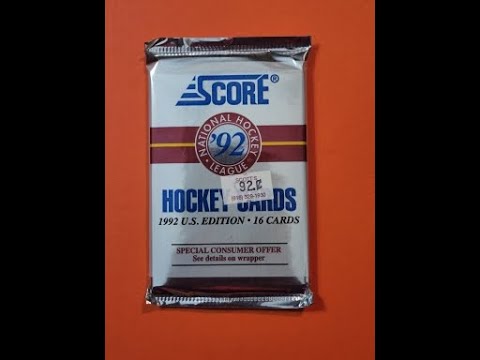 SCORE®
NATIONAL HOCKEY
'92
LEAGUE
HOCKEY CARDS
1992 U.S. EDITION • 16 CARDS
SPECIAL CONSUMER OFFER
See details on wrapper